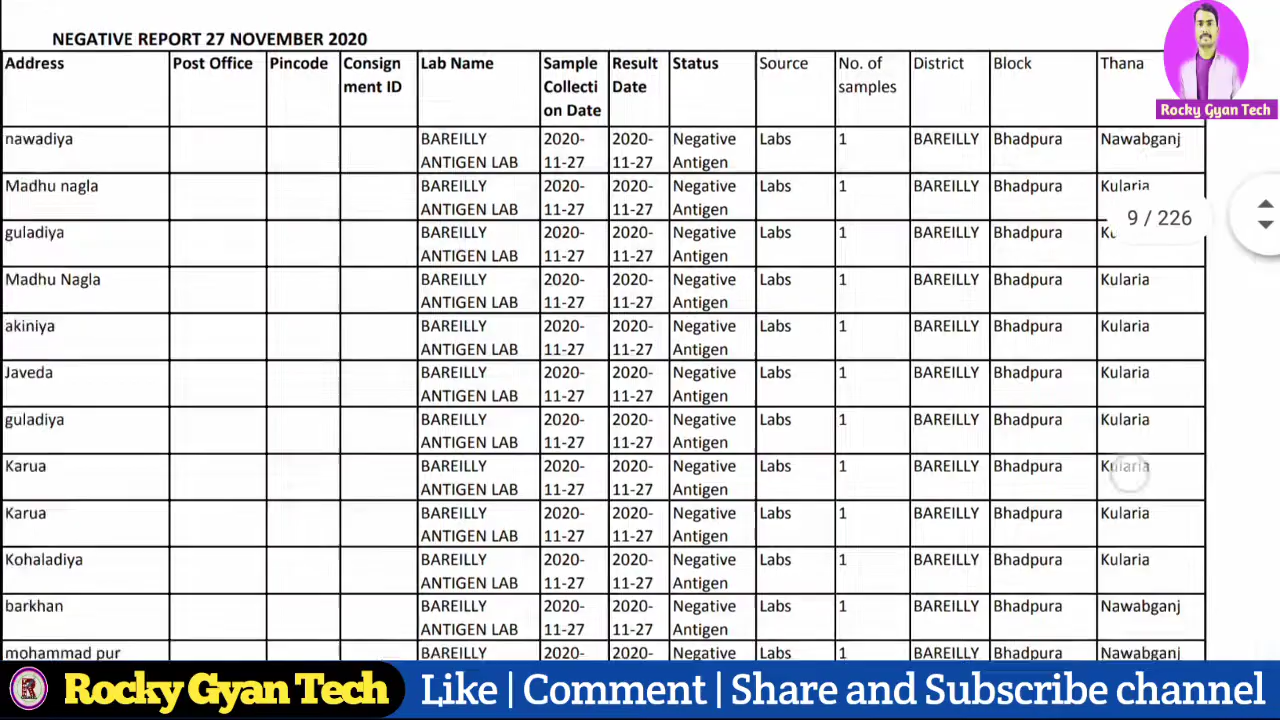 NEGATIVE REPORT 27 NOVEMBER 2020
Rocky Gyan Tech
Address Post Office Pincode Consign Lab Name Sample Result Status Source No. of District Block Thana
ment ID Collecti Date samples
on Date
nawadiya BAREILLY 2020- 2020- Negative Labs 1 BAREILLY Bhadpura Nawabganj
ANTIGEN LAB 11-27 11-27 Antigen
Madhu nagla BAREILLY 2020- 2020- Negative Labs 1 BAREILLY Bhadpura Kularia
ANTIGEN LAB 11-27 11-27 Antigen
9 / 226
guladiya BAREILLY 2020- 2020- Negative Labs 1 BAREILLY Bhadpura
ANTIGEN LAB 11-27 11-27 Antigen
Madhu Nagla BAREILLY 2020- 2020- Negative Labs 1 BAREILLY Bhadpura Kularia
ANTIGEN LAB 11-27 11-27 Antigen
akiniya BAREILLY 2020- 2020- Negative Labs 1 BAREILLY Bhadpura Kularia
ANTIGEN LAB 11-27 11-27 Antigen
Javeda BAREILLY 2020- 2020- Negative Labs 1 BAREILLY Bhadpura Kularia
ANTIGEN LAB 11-27 11-27 Antigen
guladiya BAREILLY 2020- 2020- Negative Labs 1 BAREILLY Bhadpura Kularia
ANTIGEN LAB 11-27 11-27 Antigen
Karua BAREILLY 2020- 2020- Negative Labs 1 BAREILLY Bhadpura Kularia
ANTIGEN LAB 11-27 11-27 Antigen
Karua BAREILLY 2020- 2020- Negative Labs 1 BAREILLY Bhadpura Kularia
ANTIGEN LAB 11-27 11-27 Antigen
Kohaladiya BAREILLY 2020- 2020- Negative Labs 1 BAREILLY Bhadpura Kularia
ANTIGEN LAB 11-27 11-27 Antigen
barkhan BAREILLY 2020- 2020- Negative Labs 1 BAREILLY Bhadpura Nawabganj
ANTIGEN LAB 11-27 11-27 Antigen
mohammad pur BAREILLY 2020- 2020- Negative Labs 1 BAREILLY Bhadpura Nawabganj
R Rocky Gyan Tech Like | Comment | Share and Subscribe channel